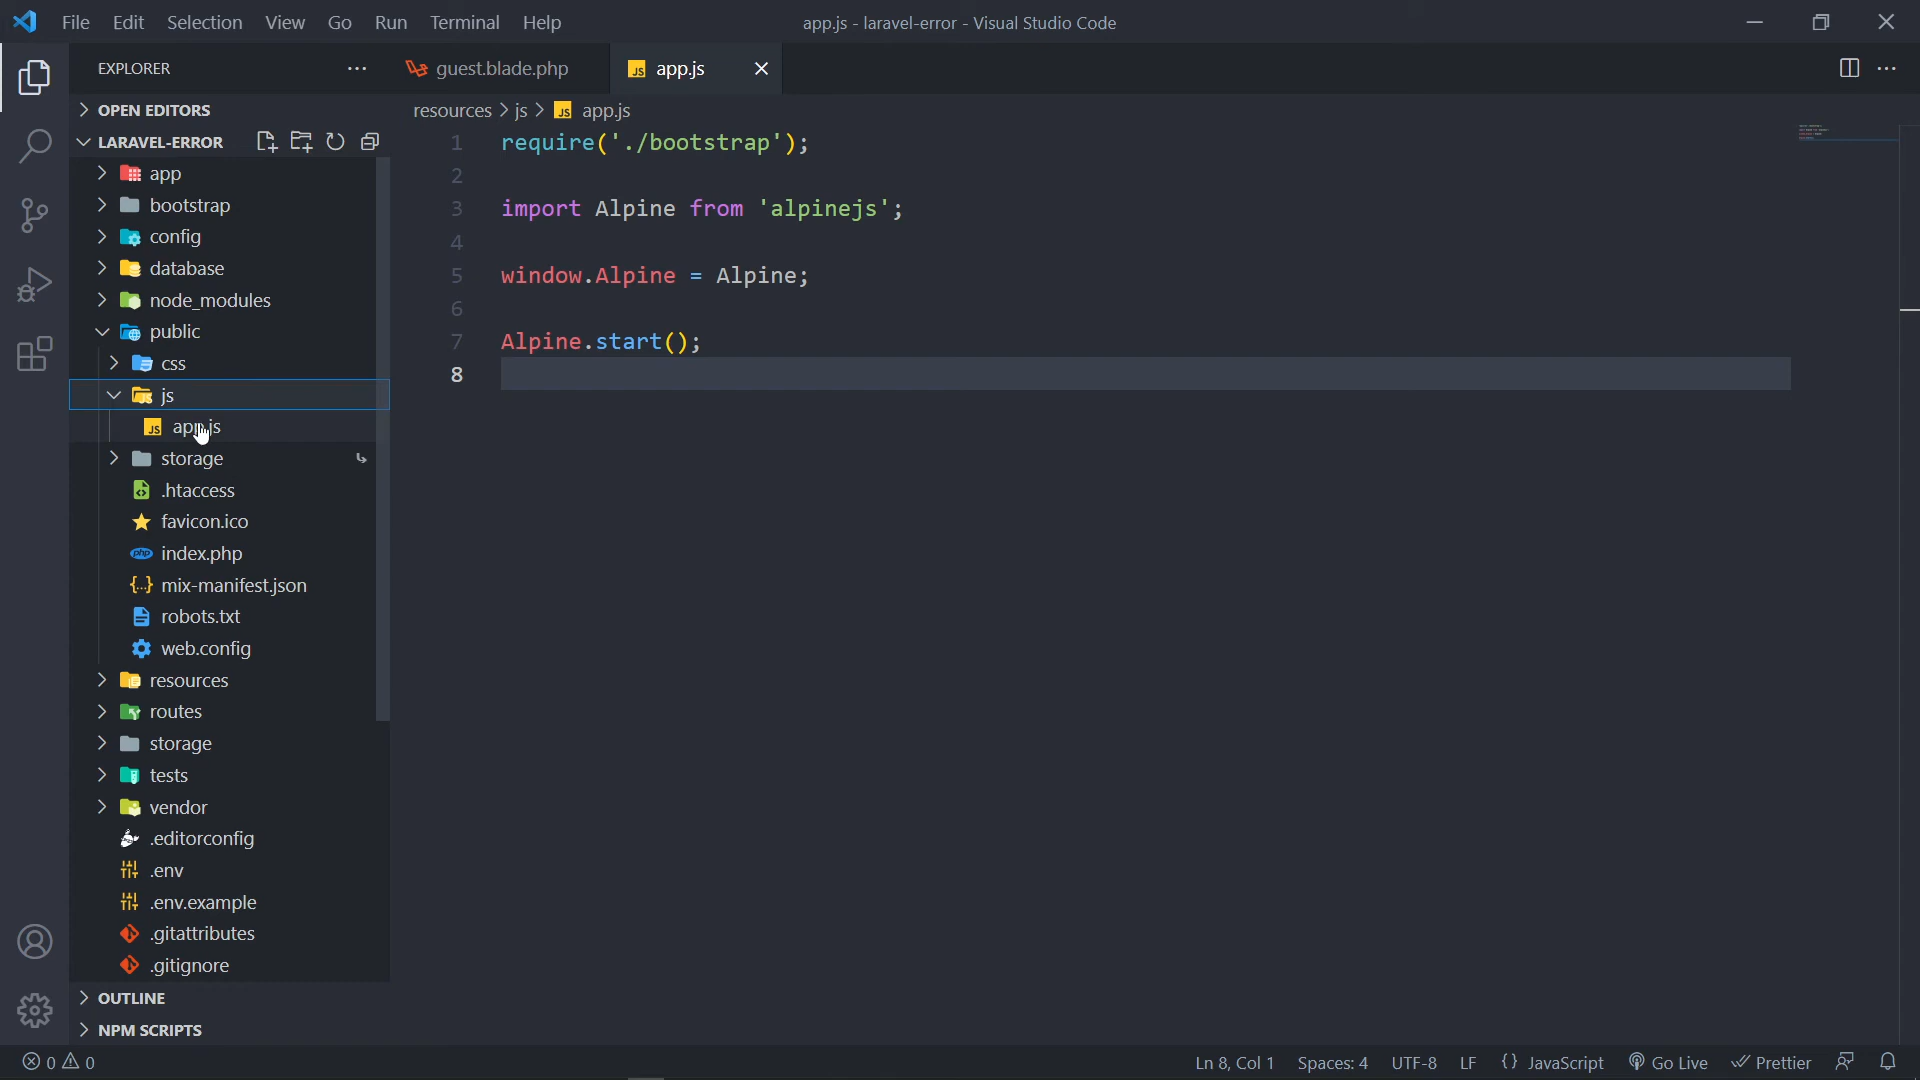 File Edit Selection View Go Run Terminal Help
app.js - laravel-error - Visual Studio Code
EXPLORER
guest.blade.php
JS app.js
OPEN EDITORS
LARAVEL-ERROR
app
bootstrap
config
database
node_modules
public
css
js
JS app.js
storage
.htaccess
favicon.ico
php index.php
{..} mix-manifest.json
robots.txt
web.config
resources
routes
storage
tests
vendor
.editorconfig
.env
.env.example
.gitattributes
.gitignore
OUTLINE
NPM SCRIPTS
resources > js > JS app.js
1 require('./bootstrap');
2
3 import Alpine from 'alpinejs';
4
5 window.Alpine = Alpine;
6
7 Alpine.start();
8
0 0
Ln 8, Col 1 Spaces: 4 UTF-8 LF {} JavaScript Go Live Prettier